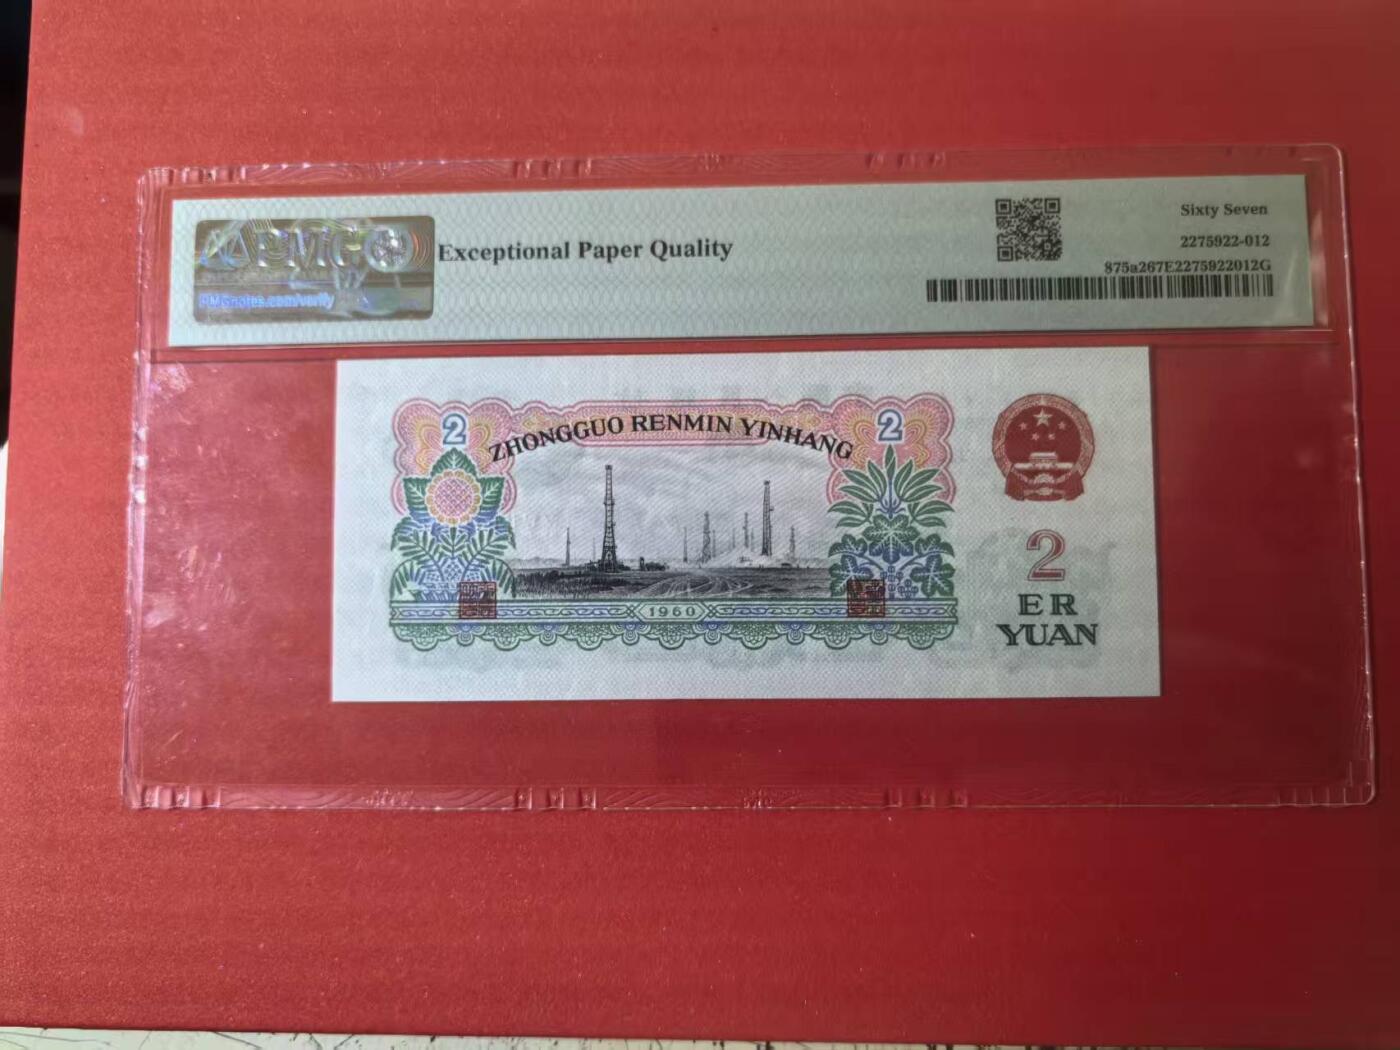 PMG
PMGnotes.com/verify
Exceptional Paper Quality
Sixty Seven
2275922-012
875a267E2275922012G
2
2
ZHONGGUO RENMIN YINHANG
1960
2
ER
YUAN